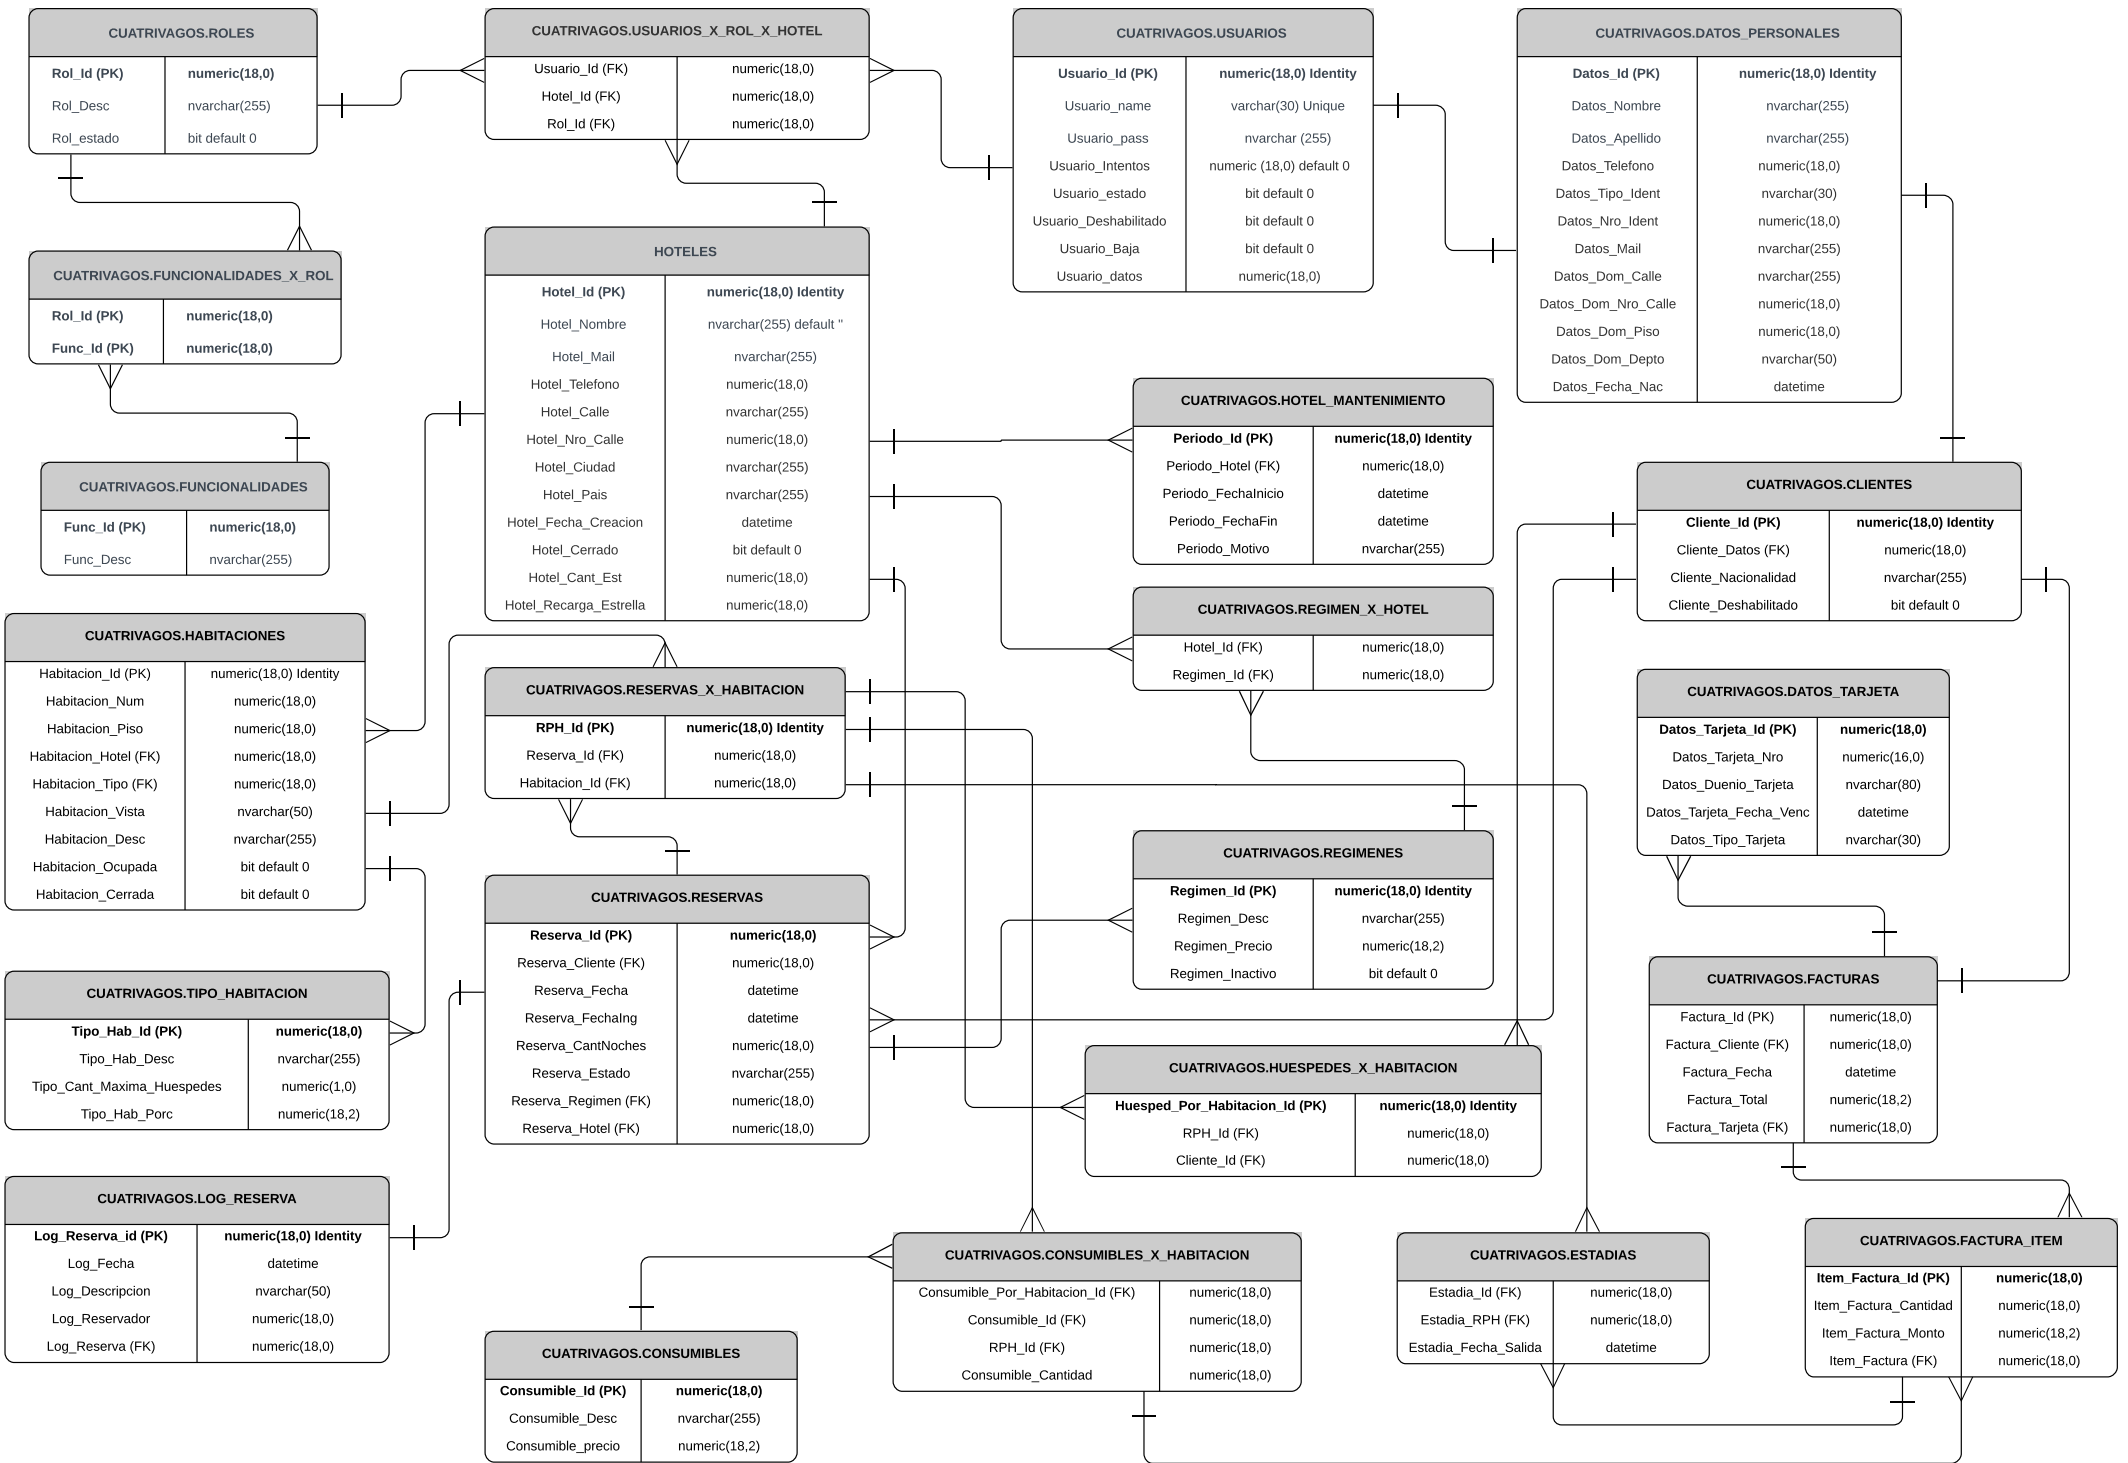 CUATRIVAGOS.ROLES
Rol_Id (PK) numeric(18,0)
Rol_Desc nvarchar(255)
Rol_estado bit default 0
CUATRIVAGOS.USUARIOS_X_ROL_X_HOTEL
Usuario_Id (FK) numeric(18,0)
Hotel_Id (FK) numeric(18,0)
Rol_Id (FK) numeric(18,0)
CUATRIVAGOS.USUARIOS
Usuario_Id (PK) numeric(18,0) Identity
Usuario_name varchar(30) Unique
Usuario_pass nvarchar (255)
Usuario_Intentos numeric (18,0) default 0
Usuario_estado bit default 0
Usuario_Deshabilitado bit default 0
Usuario_Baja bit default 0
Usuario_datos numeric(18,0)
CUATRIVAGOS.DATOS_PERSONALES
Datos_Id (PK) numeric(18,0) Identity
Datos_Nombre nvarchar(255)
Datos_Apellido nvarchar(255)
Datos_Telefono numeric(18,0)
Datos_Tipo_Ident nvarchar(30)
Datos_Nro_Ident numeric(18,0)
Datos_Mail nvarchar(255)
Datos_Dom_Calle nvarchar(255)
Datos_Dom_Nro_Calle numeric(18,0)
Datos_Dom_Piso numeric(18,0)
Datos_Dom_Depto nvarchar(50)
Datos_Fecha_Nac datetime
CUATRIVAGOS.FUNCIONALIDADES_X_ROL
Rol_Id (PK) numeric(18,0)
Func_Id (PK) numeric(18,0)
CUATRIVAGOS.FUNCIONALIDADES
Func_Id (PK) numeric(18,0)
Func_Desc nvarchar(255)
HOTELES
Hotel_Id (PK) numeric(18,0) Identity
Hotel_Nombre nvarchar(255) default ''
Hotel_Mail nvarchar(255)
Hotel_Telefono numeric(18,0)
Hotel_Calle nvarchar(255)
Hotel_Nro_Calle numeric(18,0)
Hotel_Ciudad nvarchar(255)
Hotel_Pais nvarchar(255)
Hotel_Fecha_Creacion datetime
Hotel_Cerrado bit default 0
Hotel_Cant_Est numeric(18,0)
Hotel_Recarga_Estrella numeric(18,0)
CUATRIVAGOS.HOTEL_MANTENIMIENTO
Periodo_Id (PK) numeric(18,0) Identity
Periodo_Hotel (FK) numeric(18,0)
Periodo_FechaInicio datetime
Periodo_FechaFin datetime
Periodo_Motivo nvarchar(255)
CUATRIVAGOS.CLIENTES
Cliente_Id (PK) numeric(18,0) Identity
Cliente_Datos (FK) numeric(18,0)
Cliente_Nacionalidad nvarchar(255)
Cliente_Deshabilitado bit default 0
CUATRIVAGOS.REGIMEN_X_HOTEL
Hotel_Id (FK) numeric(18,0)
Regimen_Id (FK) numeric(18,0)
CUATRIVAGOS.HABITACIONES
Habitacion_Id (PK) numeric(18,0) Identity
Habitacion_Num numeric(18,0)
Habitacion_Piso numeric(18,0)
Habitacion_Hotel (FK) numeric(18,0)
Habitacion_Tipo (FK) numeric(18,0)
Habitacion_Vista nvarchar(50)
Habitacion_Desc nvarchar(255)
Habitacion_Ocupada bit default 0
Habitacion_Cerrada bit default 0
CUATRIVAGOS.RESERVAS_X_HABITACION
RPH_Id (PK) numeric(18,0) Identity
Reserva_Id (FK) numeric(18,0)
Habitacion_Id (FK) numeric(18,0)
CUATRIVAGOS.DATOS_TARJETA
Datos_Tarjeta_Id (PK) numeric(18,0)
Datos_Tarjeta_Nro numeric(16,0)
Datos_Duenio_Tarjeta nvarchar(80)
Datos_Tarjeta_Fecha_Venc datetime
Datos_Tipo_Tarjeta nvarchar(30)
CUATRIVAGOS.REGIMENES
Regimen_Id (PK) numeric(18,0) Identity
Regimen_Desc nvarchar(255)
Regimen_Precio numeric(18,2)
Regimen_Inactivo bit default 0
CUATRIVAGOS.RESERVAS
Reserva_Id (PK) numeric(18,0)
Reserva_Cliente (FK) numeric(18,0)
Reserva_Fecha datetime
Reserva_FechaIng datetime
Reserva_CantNoches numeric(18,0)
Reserva_Estado nvarchar(255)
Reserva_Regimen (FK) numeric(18,0)
Reserva_Hotel (FK) numeric(18,0)
CUATRIVAGOS.TIPO_HABITACION
Tipo_Hab_Id (PK) numeric(18,0)
Tipo_Hab_Desc nvarchar(255)
Tipo_Cant_Maxima_Huespedes numeric(1,0)
Tipo_Hab_Porc numeric(18,2)
CUATRIVAGOS.FACTURAS
Factura_Id (PK) numeric(18,0)
Factura_Cliente (FK) numeric(18,0)
Factura_Fecha datetime
Factura_Total numeric(18,2)
Factura_Tarjeta (FK) numeric(18,0)
CUATRIVAGOS.HUESPEDES_X_HABITACION
Huesped_Por_Habitacion_Id (PK) numeric(18,0) Identity
RPH_Id (FK) numeric(18,0)
Cliente_Id (FK) numeric(18,0)
CUATRIVAGOS.LOG_RESERVA
Log_Reserva_id (PK) numeric(18,0) Identity
Log_Fecha datetime
Log_Descripcion nvarchar(50)
Log_Reservador numeric(18,0)
Log_Reserva (FK) numeric(18,0)
CUATRIVAGOS.CONSUMIBLES
Consumible_Id (PK) numeric(18,0)
Consumible_Desc nvarchar(255)
Consumible_precio numeric(18,2)
CUATRIVAGOS.CONSUMIBLES_X_HABITACION
Consumible_Por_Habitacion_Id (FK) numeric(18,0)
Consumible_Id (FK) numeric(18,0)
RPH_Id (FK) numeric(18,0)
Consumible_Cantidad numeric(18,0)
CUATRIVAGOS.ESTADIAS
Estadia_Id (FK) numeric(18,0)
Estadia_RPH (FK) numeric(18,0)
Estadia_Fecha_Salida datetime
CUATRIVAGOS.FACTURA_ITEM
Item_Factura_Id (PK) numeric(18,0)
Item_Factura_Cantidad numeric(18,0)
Item_Factura_Monto numeric(18,2)
Item_Factura (FK) numeric(18,0)